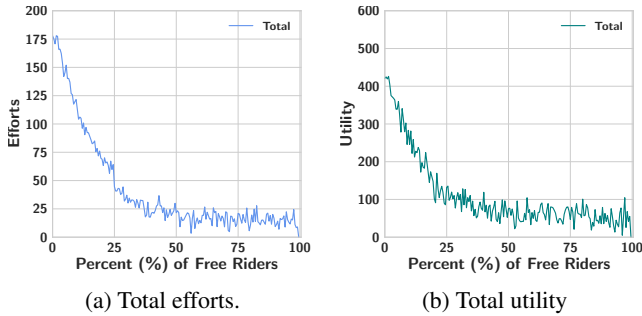 Total
200
175
150
125
100
75
50
25
0
Efforts
0 25 50 75 100
Percent (%) of Free Riders
(a) Total efforts.
Total
600
500
400
300
200
100
0
Utility
0 25 50 75 100
Percent (%) of Free Riders
(b) Total utility